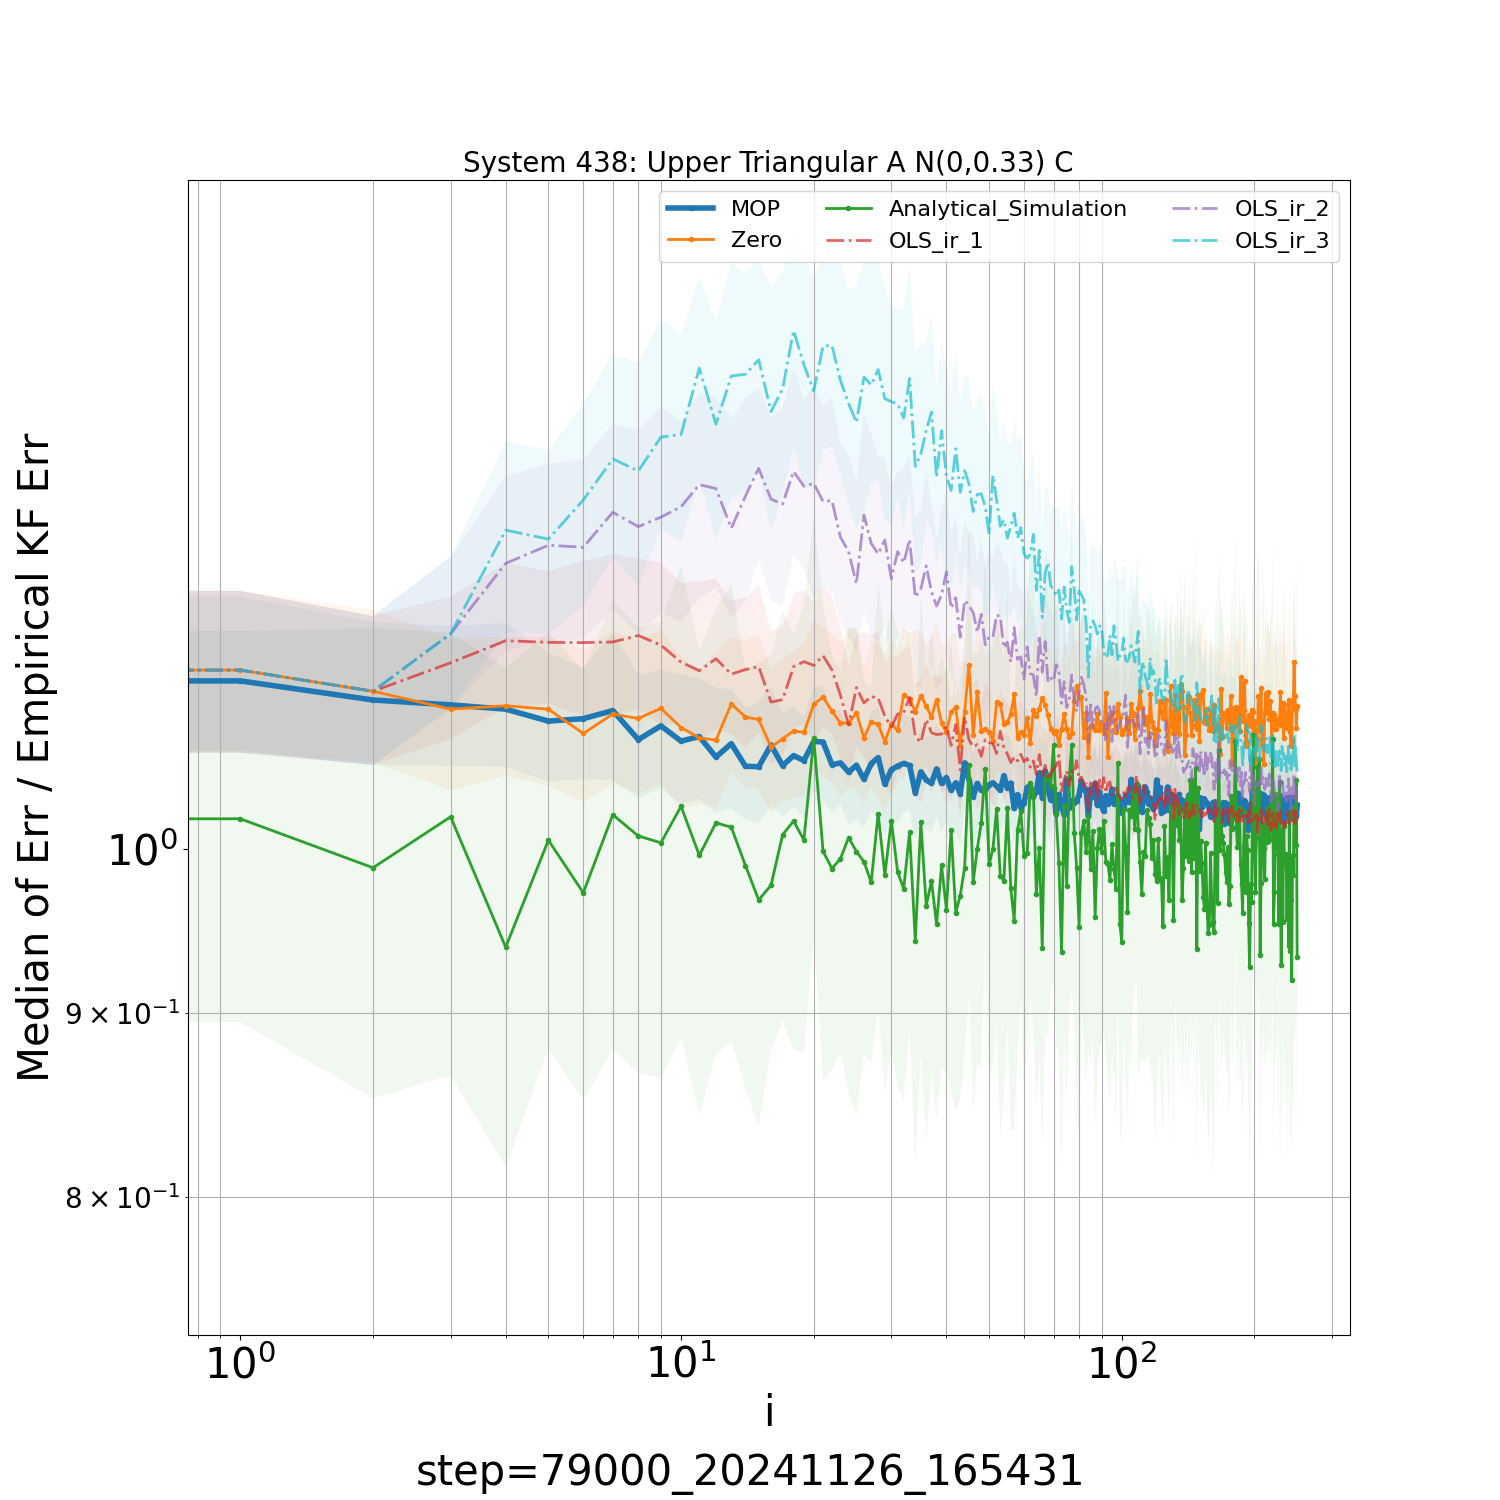 System 438: Upper Triangular A N(0,0.33) C
MOP
Zero
Analytical_Simulation
OLS_ir_1
OLS_ir_2
OLS_ir_3
Median of Err / Empirical KF Err
10⁰
9 × 10⁻¹
8 × 10⁻¹
10⁰ 10¹ 10²
i
step=79000_20241126_165431